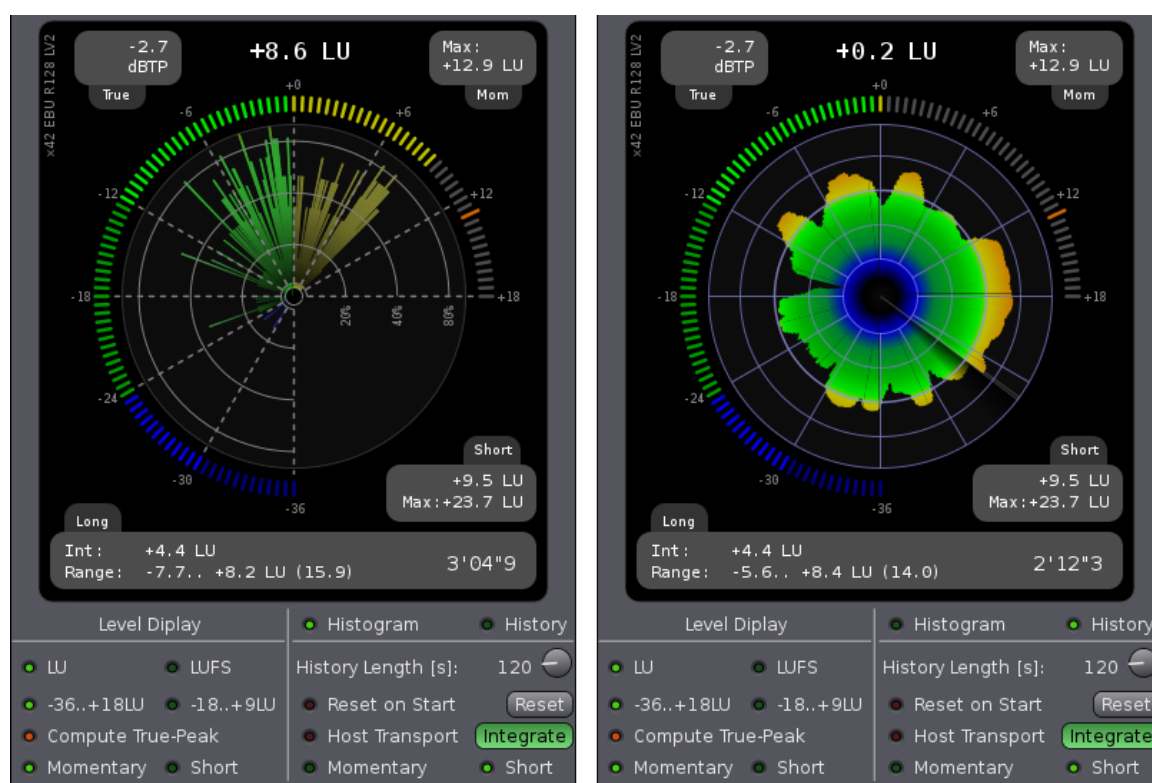 x42 EBU R128 LV2
-2.7
dBTP
True
+8.6 LU
Max:
+12.9 LU
Mom
+0
-6
+6
-12
+12
-18
+18
20%
40%
80%
-24
-30
-36
Short
+9.5 LU
Max:+23.7 LU
Long
Int: +4.4 LU
Range: -7.7.. +8.2 LU (15.9)
3'04"9
Level Diplay
Histogram
History
LU
LUFS
History Length [s]: 120
-36..+18LU
-18..+9LU
Reset on Start
Reset
Compute True-Peak
Host Transport
Integrate
Momentary
Short
Momentary
Short
x42 EBU R128 LV2
-2.7
dBTP
True
+0.2 LU
Max:
+12.9 LU
Mom
+0
-6
+6
-12
+12
-18
+18
-24
-30
-36
Short
+9.5 LU
Max:+23.7 LU
Long
Int: +4.4 LU
Range: -5.6.. +8.4 LU (14.0)
2'12"3
Level Diplay
Histogram
History
LU
LUFS
History Length [s]: 120
-36..+18LU
-18..+9LU
Reset on Start
Reset
Compute True-Peak
Host Transport
Integrate
Momentary
Short
Momentary
Short